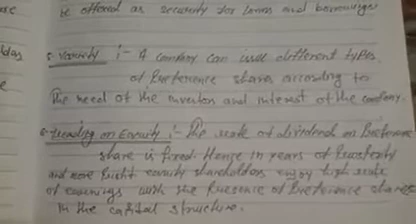 be offered as security for loans and borrowings
5- Variety :- A company can issue different types
of Preference share according to
the need of the investors and interest of the company.
6- Trading on Equity :- The rate of dividend on Preference
share is fixed. Hence in years of Prosperity
and more Profit equity shareholders enjoy high rate
of earnings with the Presence of Preference share
in the capital structure.